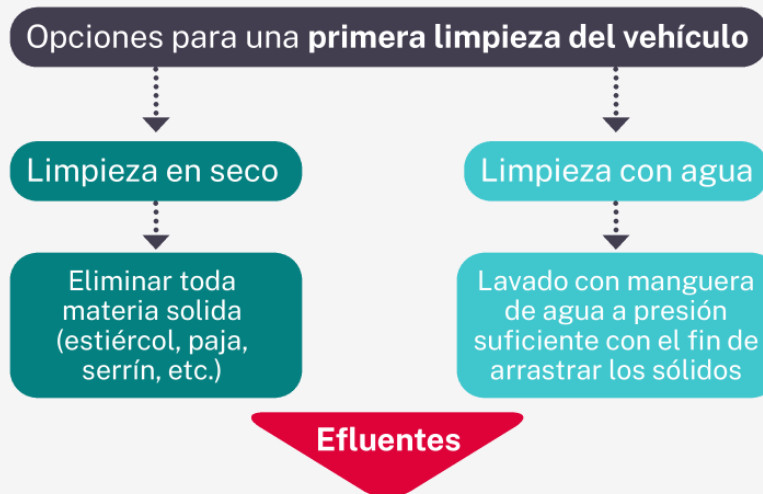 Opciones para una primera limpieza del vehículo
Limpieza en seco
Limpieza con agua
Eliminar toda
materia solida
(estiércol, paja,
serrín, etc.)
Lavado con manguera
de agua a presión
suficiente con el fin de
arrastrar los sólidos
Efluentes